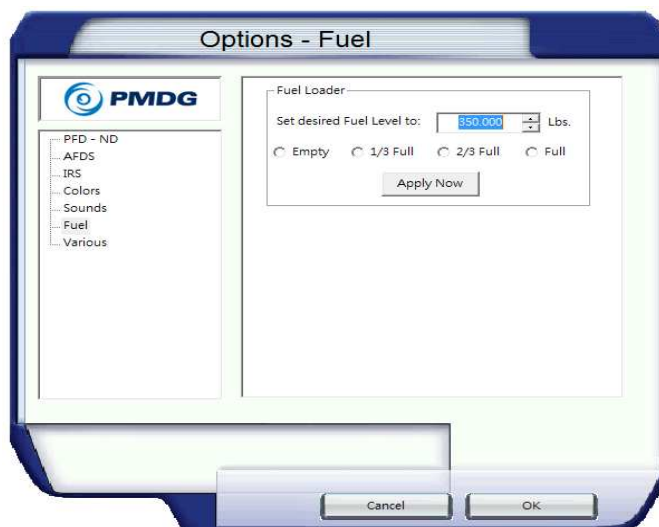 Options - Fuel
PMDG
PFD - ND
AFDS
IRS
Colors
Sounds
Fuel
Various
Fuel Loader
Set desired Fuel Level to: 350.000 Lbs.
Empty 1/3 Full 2/3 Full Full
Apply Now
Cancel OK